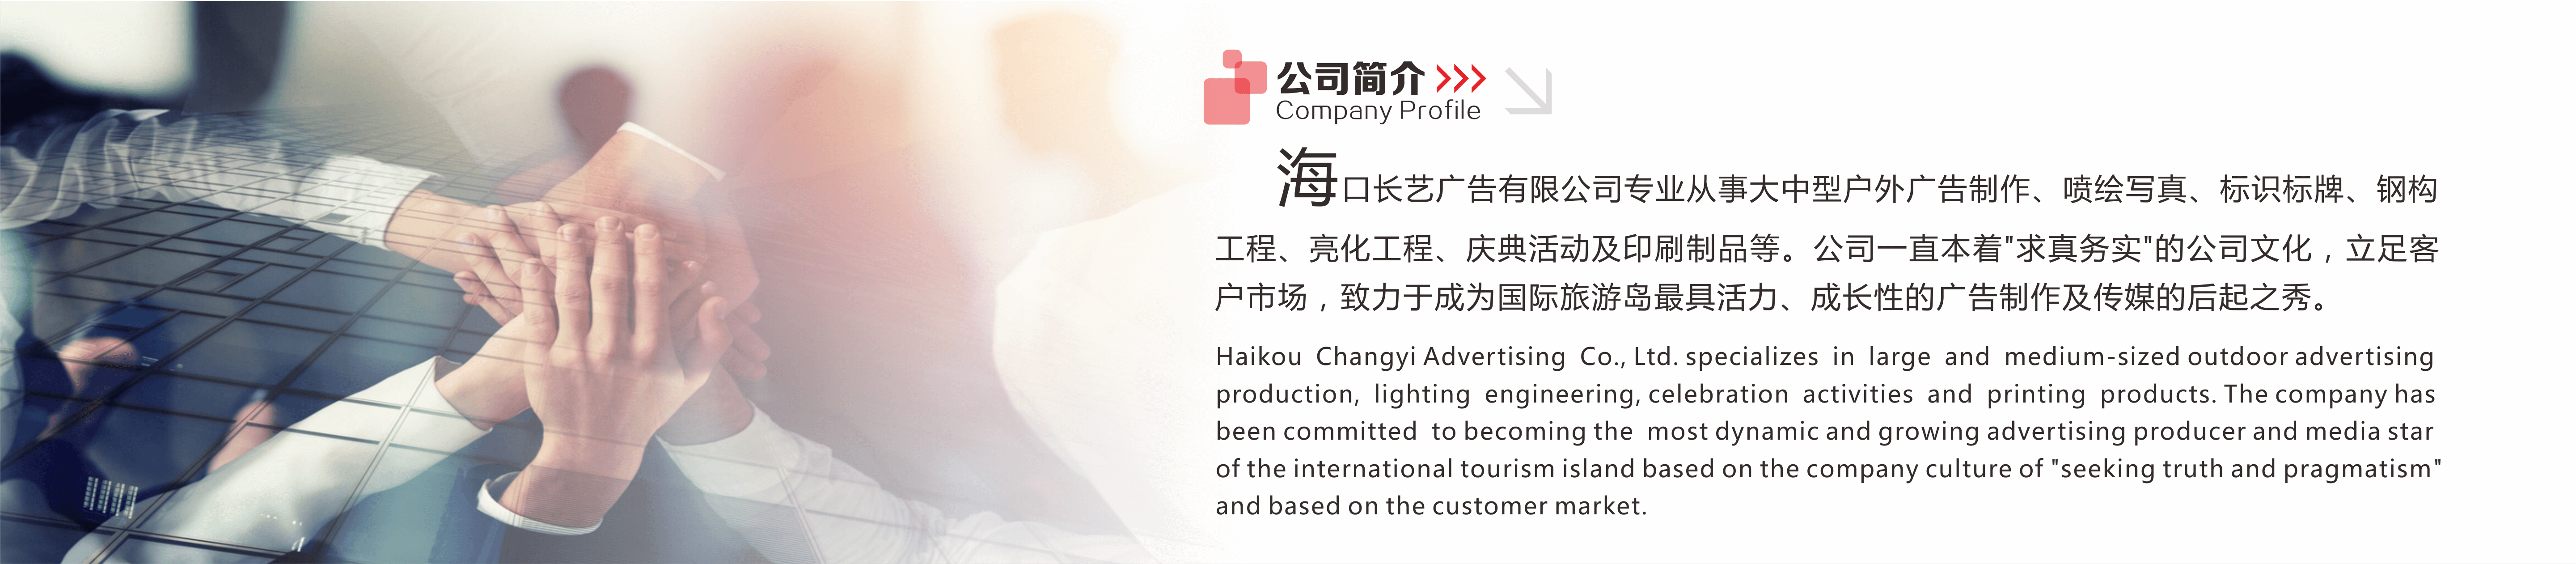 公司简介
Company Profile
海口长艺广告有限公司专业从事大中型户外广告制作、喷绘写真、标识标牌、钢构
工程、亮化工程、庆典活动及印刷制品等。公司一直本着"求真务实"的公司文化，立足客
户市场，致力于成为国际旅游岛最具活力、成长性的广告制作及传媒的后起之秀。
Haikou Changyi Advertising Co., Ltd. specializes in large and medium-sized outdoor advertising
production, lighting engineering, celebration activities and printing products. The company has
been committed to becoming the most dynamic and growing advertising producer and media star
of the international tourism island based on the company culture of "seeking truth and pragmatism"
and based on the customer market.